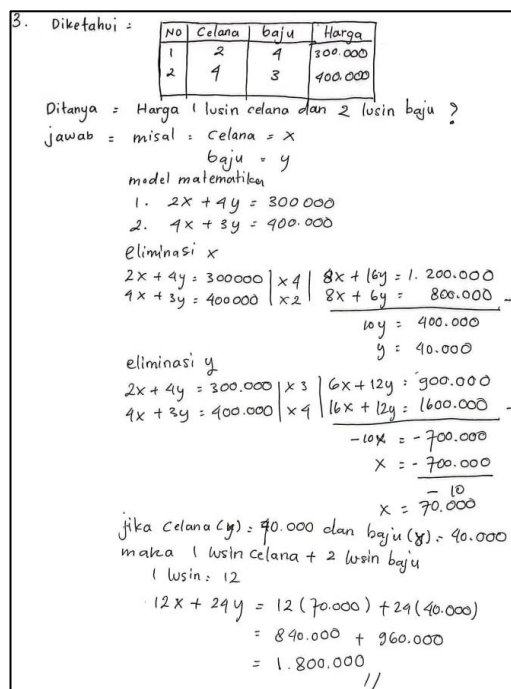 3. Diketahui =
No Celana baju Harga
1 2 4 300.000
2 4 3 400.000
Ditanya = Harga 1 lusin celana dan 2 lusin baju ?
jawab = misal = celana = x
baju = y
model matematika
1. 2x + 4y = 300 000
2. 4x + 3y = 400.000
eliminasi x
2x + 4y = 300000 | x 4 | 8x + 16y = 1.200.000
4x + 3y = 400000 | x 2 | 8x + 6y = 800.000 -
10y = 400.000
y = 40.000
eliminasi y
2x + 4y = 300.000 | x 3 | 6x + 12y = 900.000
4x + 3y = 400.000 | x 4 | 16x + 12y = 1600.000 -
-10x = -700.000
x = -700.000
-10
x = 70.000
jika celana = 70.000 dan baju = 40.000
maka 1 lusin celana + 2 lusin baju
1 lusin = 12
12x + 24y = 12 (70.000) + 24 (40.000)
= 840.000 + 960.000
= 1.800.000 //